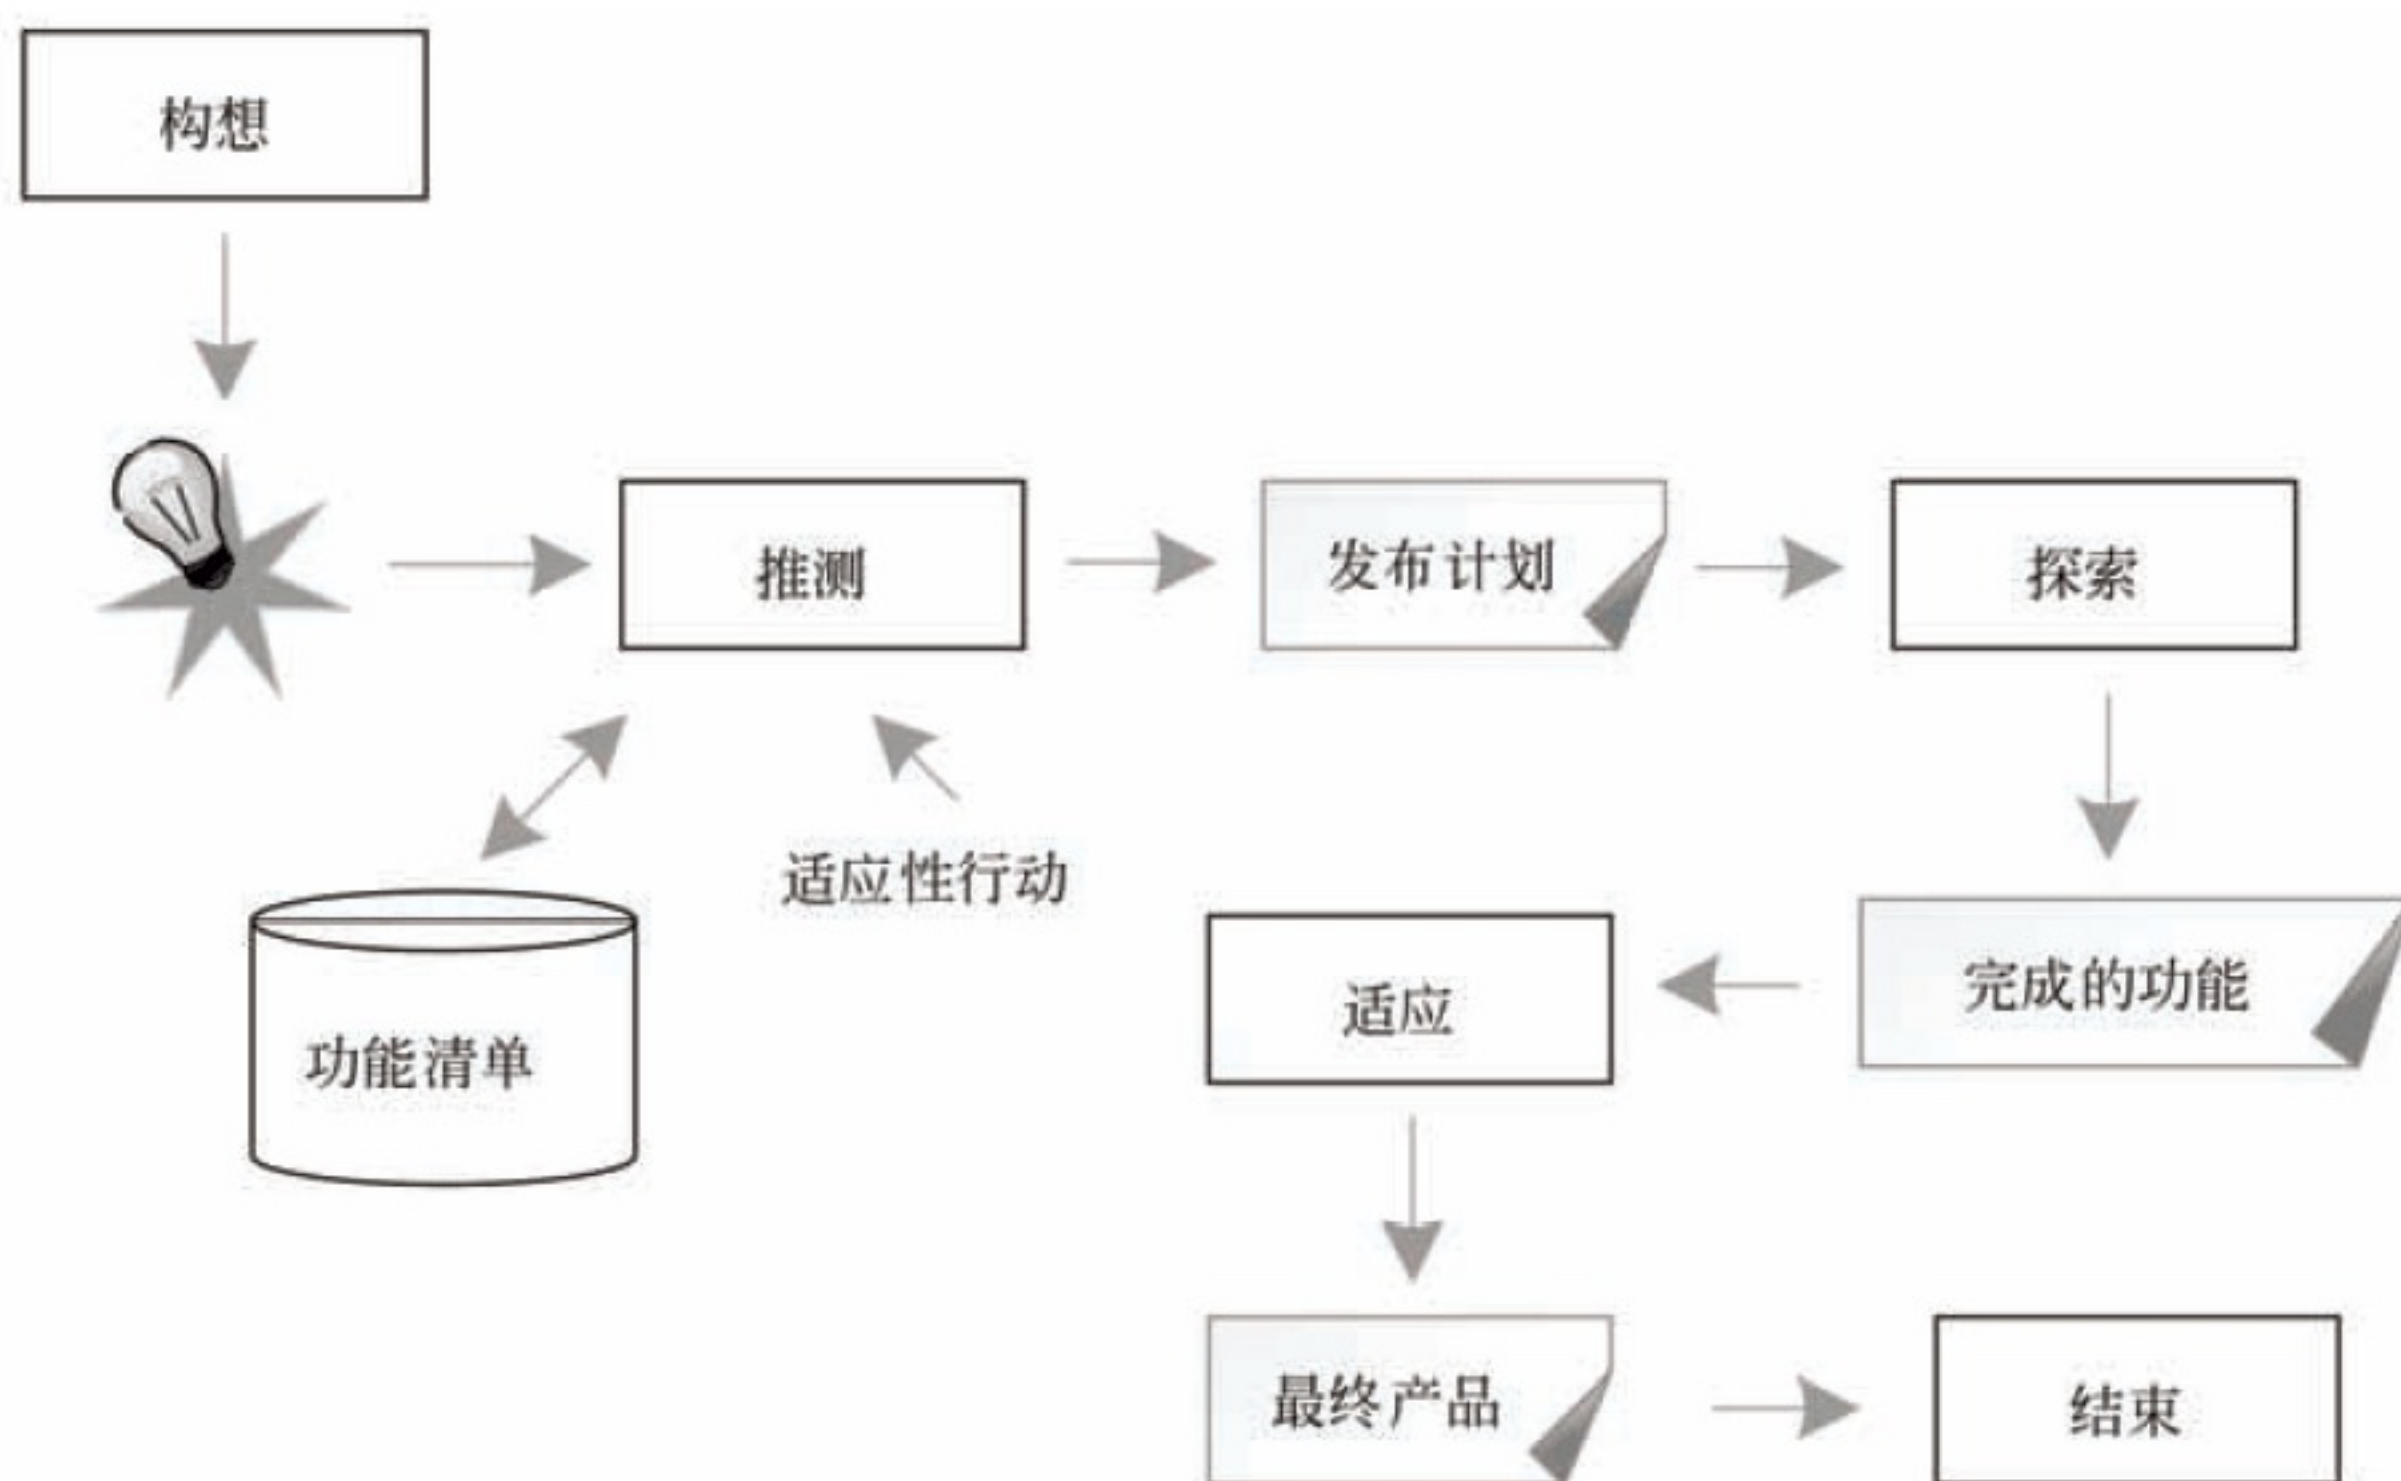 构想
推测
发布计划
探索
适应性行动
功能清单
适应
完成的功能
最终产品
结束